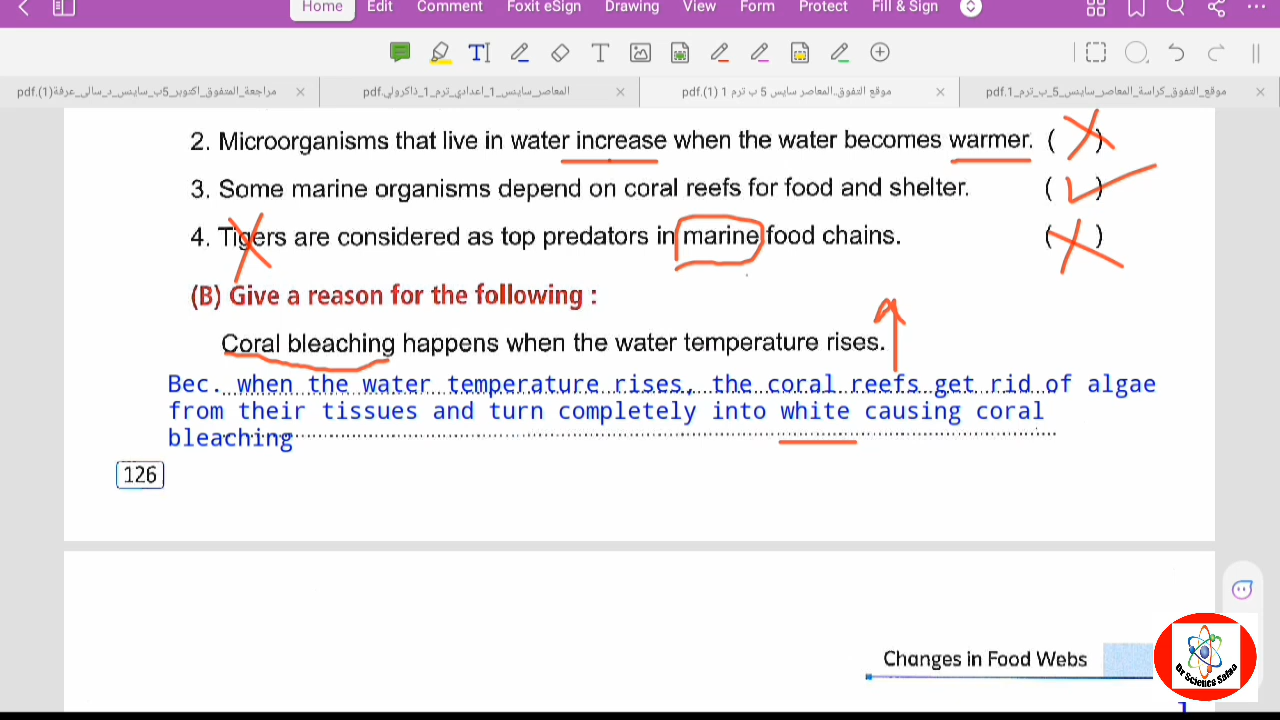 Home Edit Comment Foxit eSign Drawing View Form Protect Fill & Sign
مراجعة_المتفوق_اكتوبر_5ب_ساينس_د_سالي_عرفة(1).pdf
المعاصر_ساينس_1_اعدادي_ترم_1_ذاكرولي.pdf
موقع التفوق..المعاصر ساينس 5 ب ترم 1 (1).pdf
موقع_التفوق_كراسة_المعاصر_ساينس_5_ب_ترم_1.pdf
2. Microorganisms that live in water increase when the water becomes warmer. ( )
3. Some marine organisms depend on coral reefs for food and shelter. ( )
4. Tigers are considered as top predators in marine food chains. ( )
(B) Give a reason for the following :
Coral bleaching happens when the water temperature rises.
Bec. when the water temperature rises, the coral reefs get rid of algae
from their tissues and turn completely into white causing coral
bleaching
126
Changes in Food Webs
Dr Science Salsa